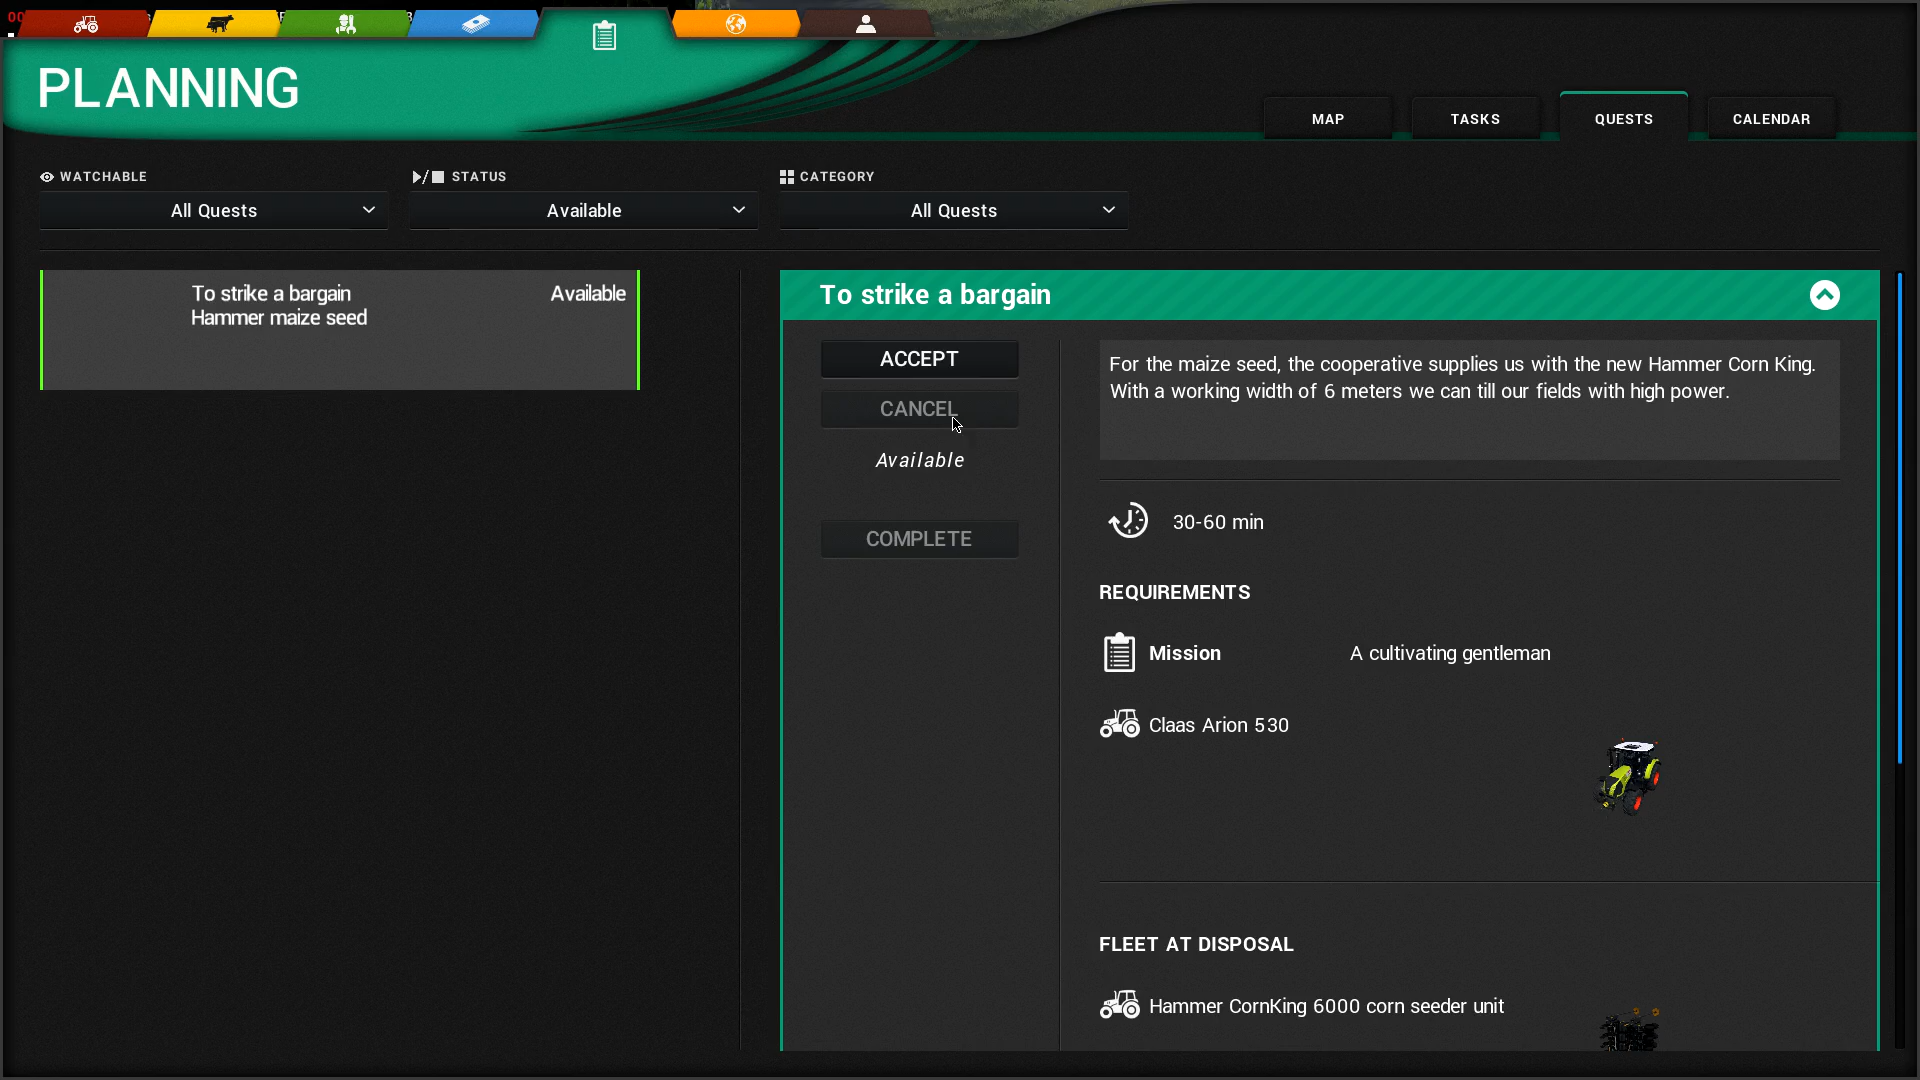 PLANNING
MAP
TASKS
QUESTS
CALENDAR
WATCHABLE
STATUS
CATEGORY
All Quests
Available
All Quests
To strike a bargain
Available
Hammer maize seed
To strike a bargain
ACCEPT
CANCEL
Available
COMPLETE
For the maize seed, the cooperative supplies us with the new Hammer Corn King.
With a working width of 6 meters we can till our fields with high power.
30-60 min
REQUIREMENTS
Mission
A cultivating gentleman
Claas Arion 530
FLEET AT DISPOSAL
Hammer CornKing 6000 corn seeder unit